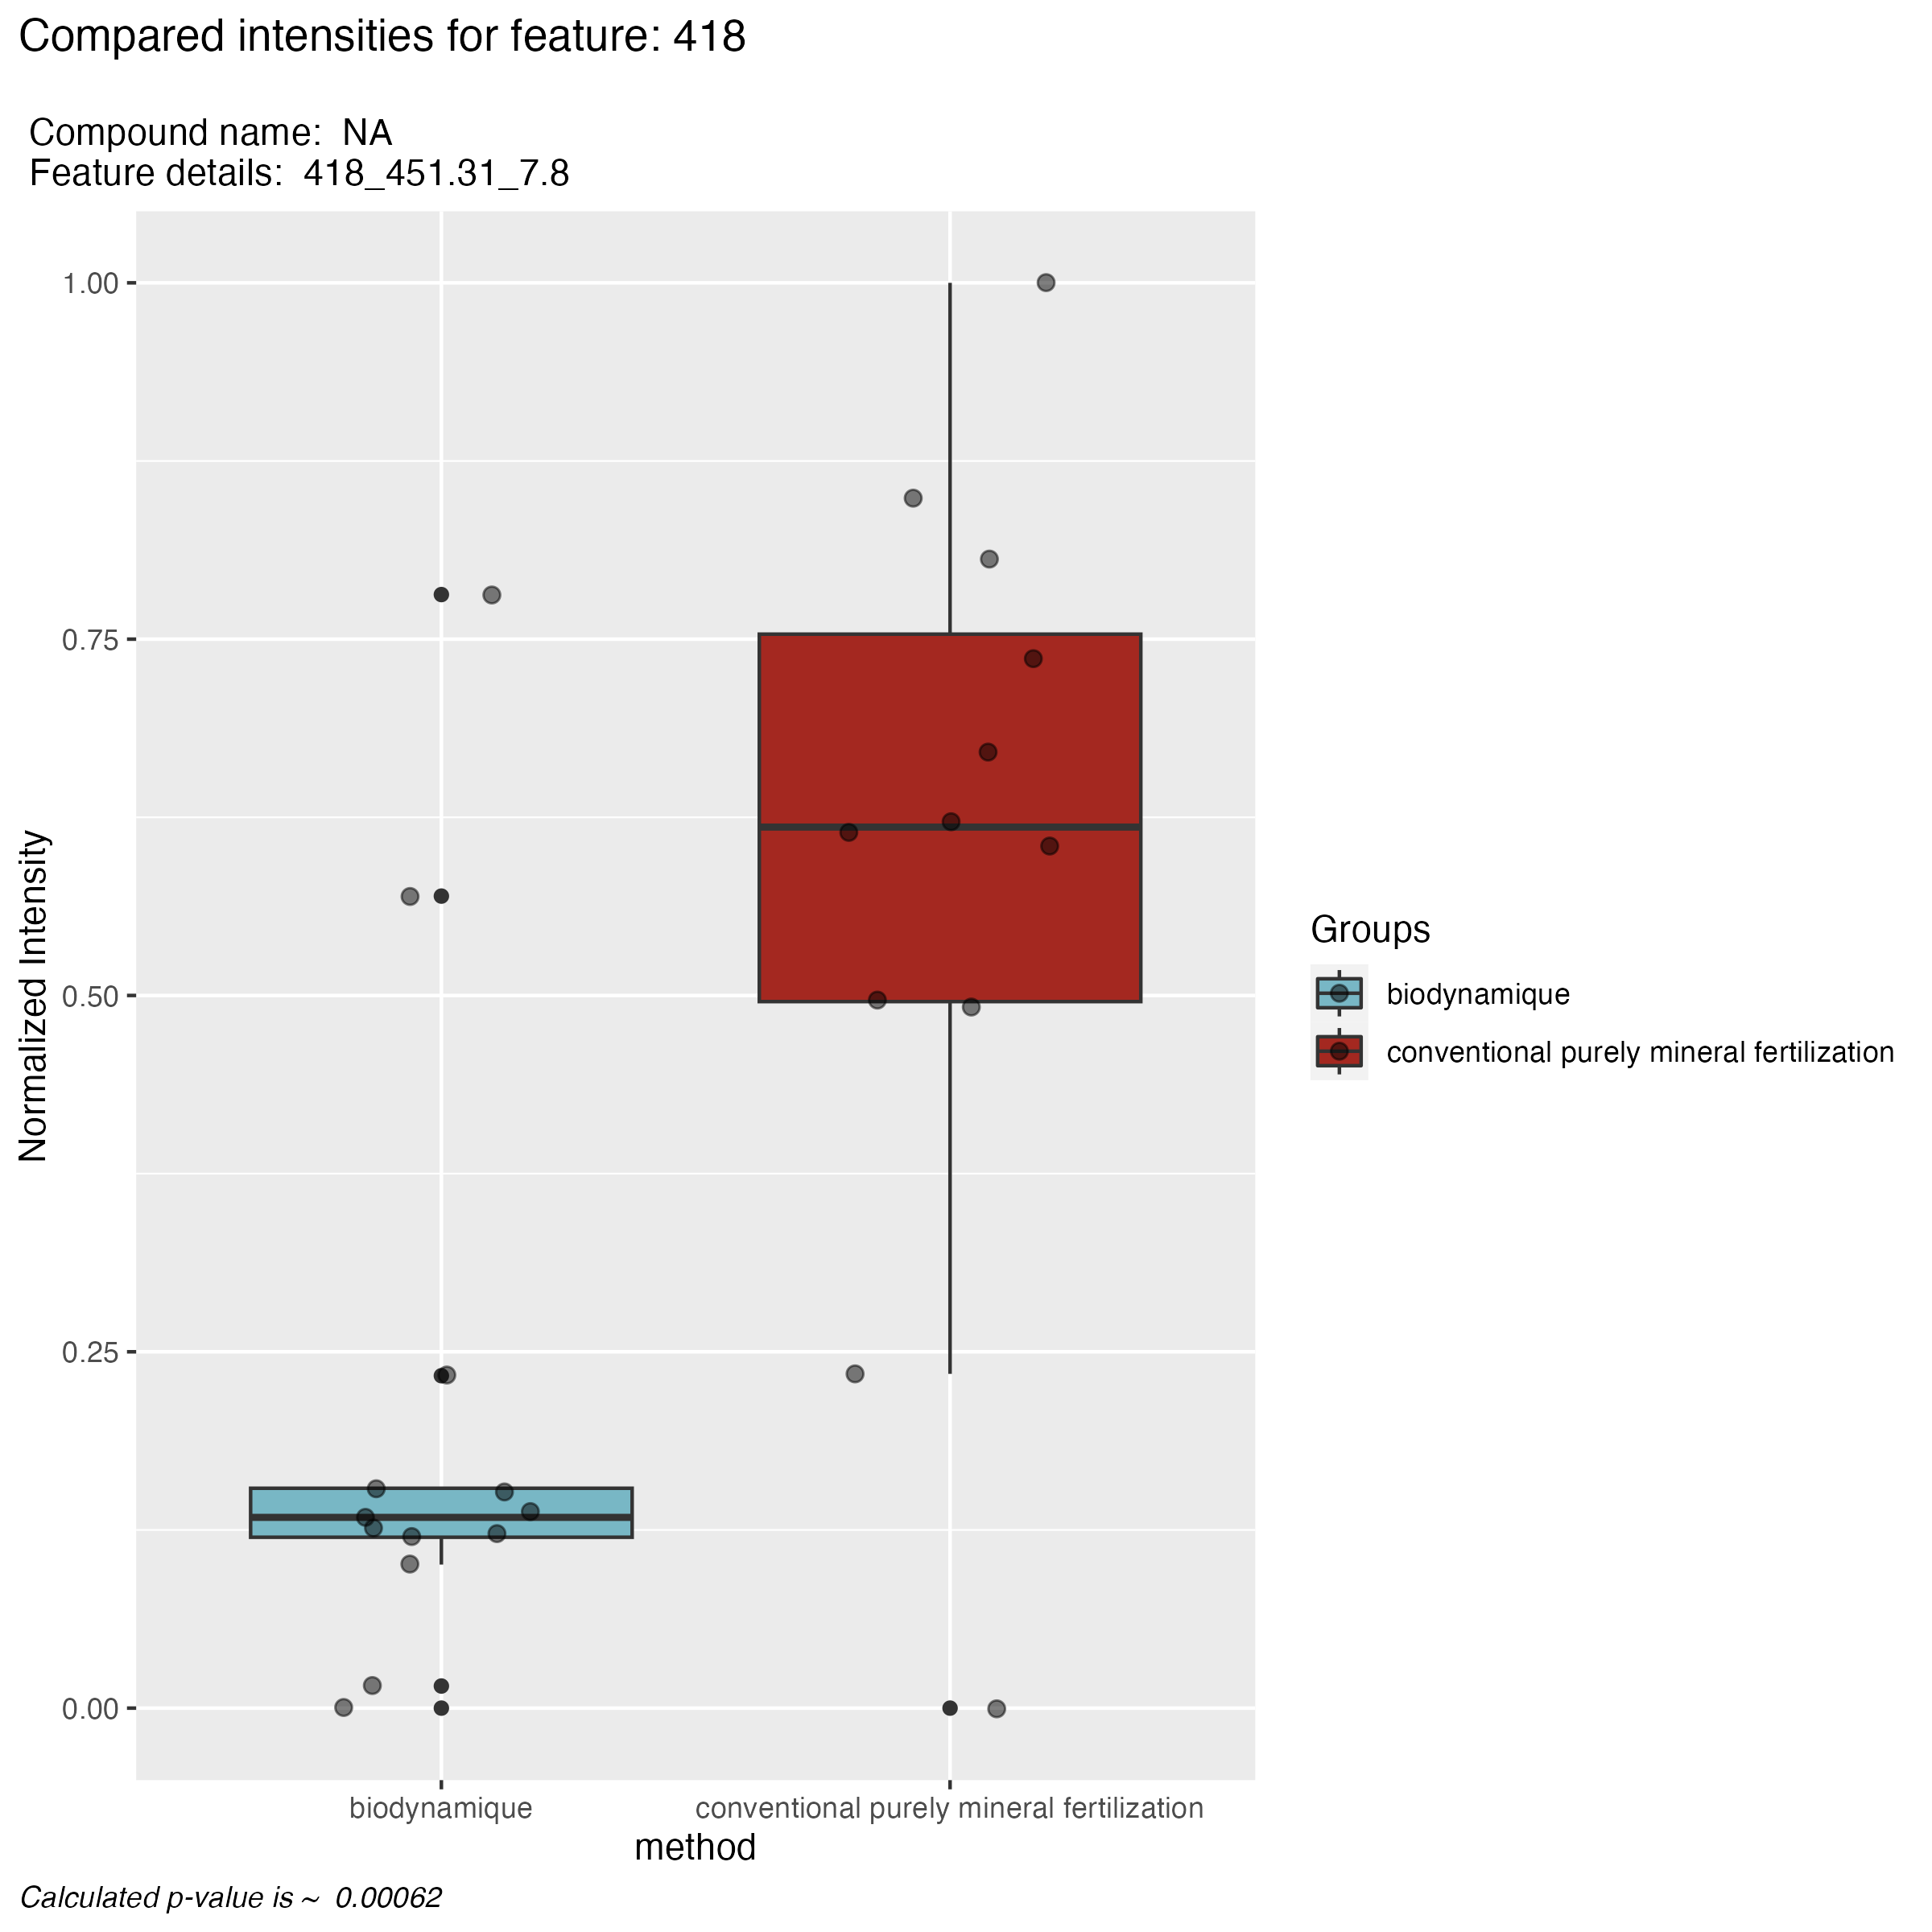 Compared intensities for feature: 418
Compound name:  NA
Feature details:  418_451.31_7.8
1.00
0.75
0.50
0.25
0.00
Normalized Intensity
biodynamique
conventional purely mineral fertilization
method
Groups
biodynamique
conventional purely mineral fertilization
Calculated p-value is ~  0.00062